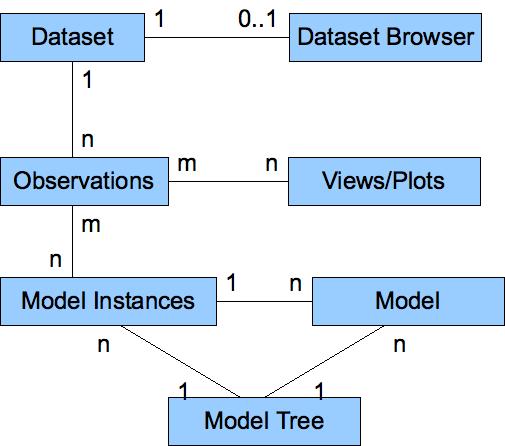 Dataset
1
0..1
Dataset Browser
1
n
Observations
m
n
Views/Plots
m
n
Model Instances
1
n
Model
n
n
1
1
Model Tree